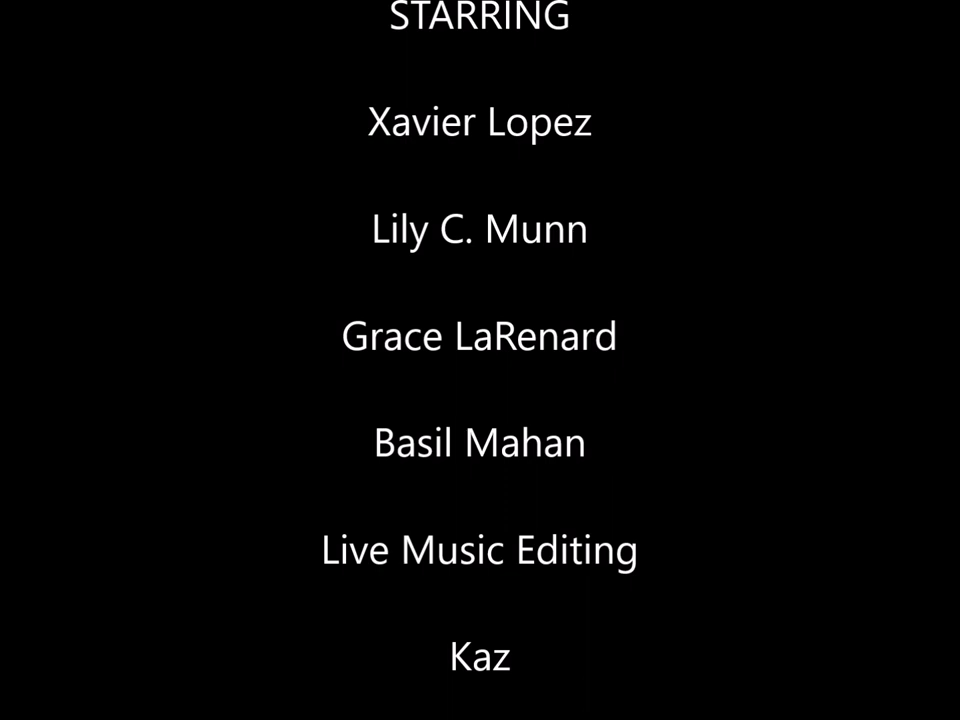 STARRING
Xavier Lopez
Lily C. Munn
Grace LaRenard
Basil Mahan
Live Music Editing
Kaz